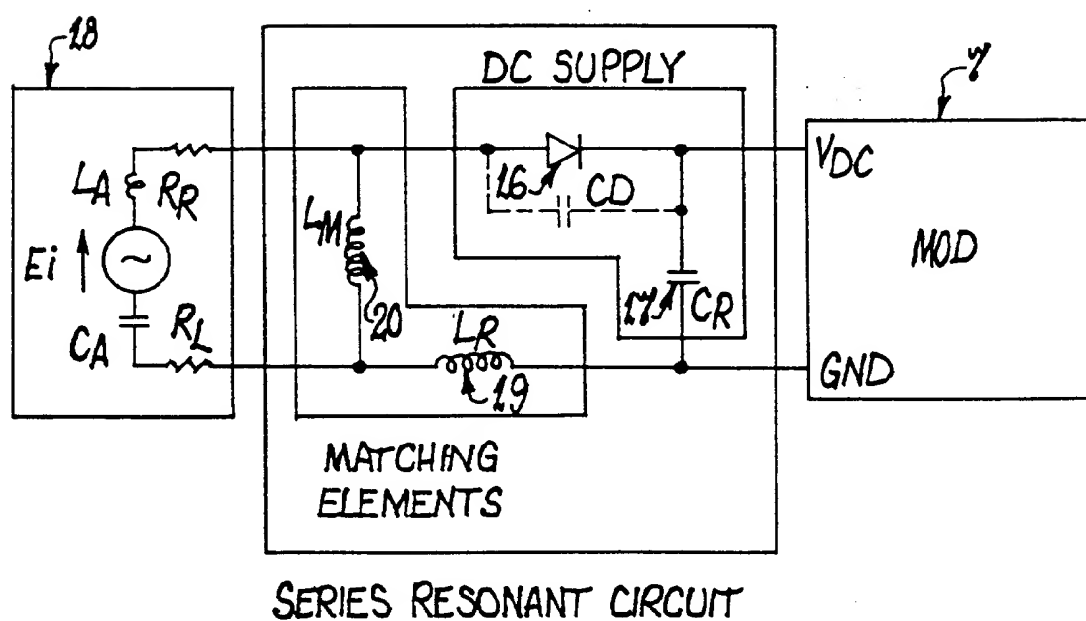 18
DC SUPPLY
7
LA
RR
16
CD
VDC
LM
MOD
Ei
20
17
CR
CA
RL
LR
19
GND
MATCHING
ELEMENTS
SERIES RESONANT CIRCUIT